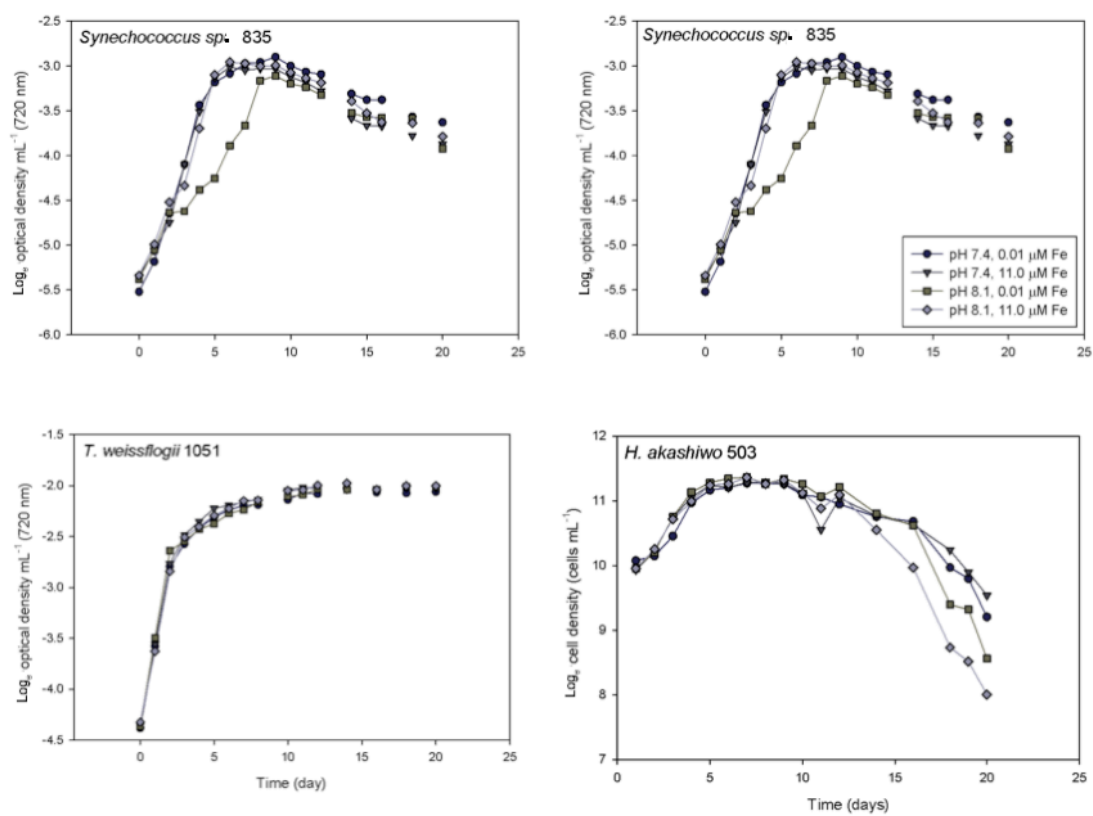 Synechococcus sp. 835
-2.5
-3.0
-3.5
-4.0
-4.5
-5.0
-5.5
-6.0
Logₑ optical density mL⁻¹ (720 nm)
0 5 10 15 20 25
Synechococcus sp. 835
-2.5
-3.0
-3.5
-4.0
-4.5
-5.0
-5.5
-6.0
Logₑ optical density mL⁻¹ (720 nm)
pH 7.4, 0.01 μM Fe
pH 7.4, 11.0 μM Fe
pH 8.1, 0.01 μM Fe
pH 8.1, 11.0 μM Fe
0 5 10 15 20 25
T. weissflogii 1051
-1.5
-2.0
-2.5
-3.0
-3.5
-4.0
-4.5
Logₑ optical density mL⁻¹ (720 nm)
0 5 10 15 20 25
Time (day)
H. akashiwo 503
12
11
10
9
8
7
Logₑ cell density (cells mL⁻¹)
0 5 10 15 20 25
Time (days)